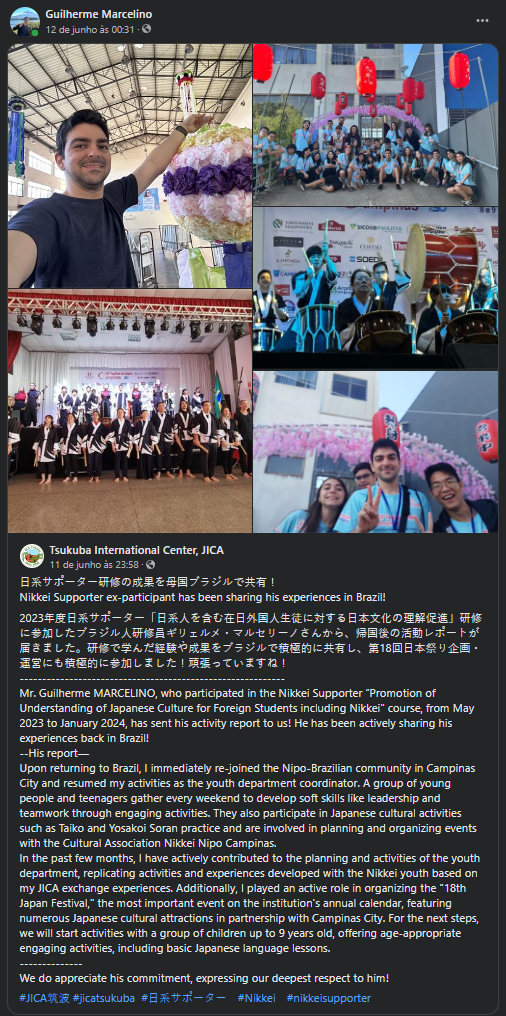 Guilherme Marcelino
12 de junho às 00:31 ·
SICOOB PAULISTA
SOEDI
Tsukuba International Center, JICA
11 de junho às 23:58 ·
日系サポーター研修の成果を母国ブラジルで共有！
Nikkei Supporter ex-participant has been sharing his experiences in Brazil!
2023年度日系サポーター「日系人を含む在日外国人生徒に対する日本文化の理解促進」研修
に参加したブラジル人研修員ギリェルメ・マルセリーノさんから、帰国後の活動レポートが
届きました。研修で学んだ経験や成果をブラジルで積極的に共有し、第18回日本祭り企画・
運営にも積極的に参加しました！頑張っていますね！
------------------------------------------------------------
Mr. Guilherme MARCELINO, who participated in the Nikkei Supporter “Promotion of
Understanding of Japanese Culture for Foreign Students including Nikkei” course, from May
2023 to January 2024, has sent his activity report to us! He has been actively sharing his
experiences back in Brazil!
--His report—
Upon returning to Brazil, I immediately re-joined the Nipo-Brazilian community in Campinas
City and resumed my activities as the youth department coordinator. A group of young
people and teenagers gather every weekend to develop soft skills like leadership and
teamwork through engaging activities. They also participate in Japanese cultural activities
such as Taiko and Yosakoi Soran practice and are involved in planning and organizing events
with the Cultural Association Nikkei Nipo Campinas.
In the past few months, I have actively contributed to the planning and activities of the youth
department, replicating activities and experiences developed with the Nikkei youth based on
my JICA exchange experiences. Additionally, I played an active role in organizing the "18th
Japan Festival," the most important event on the institution's annual calendar, featuring
numerous Japanese cultural attractions in partnership with Campinas City. For the next steps,
we will start activities with a group of children up to 9 years old, offering age-appropriate
engaging activities, including basic Japanese language lessons.
--------------
We do appreciate his commitment, expressing our deepest respect to him!
#JICA筑波 #jicatsukuba #日系サポーター #Nikkei #nikkeisupporter